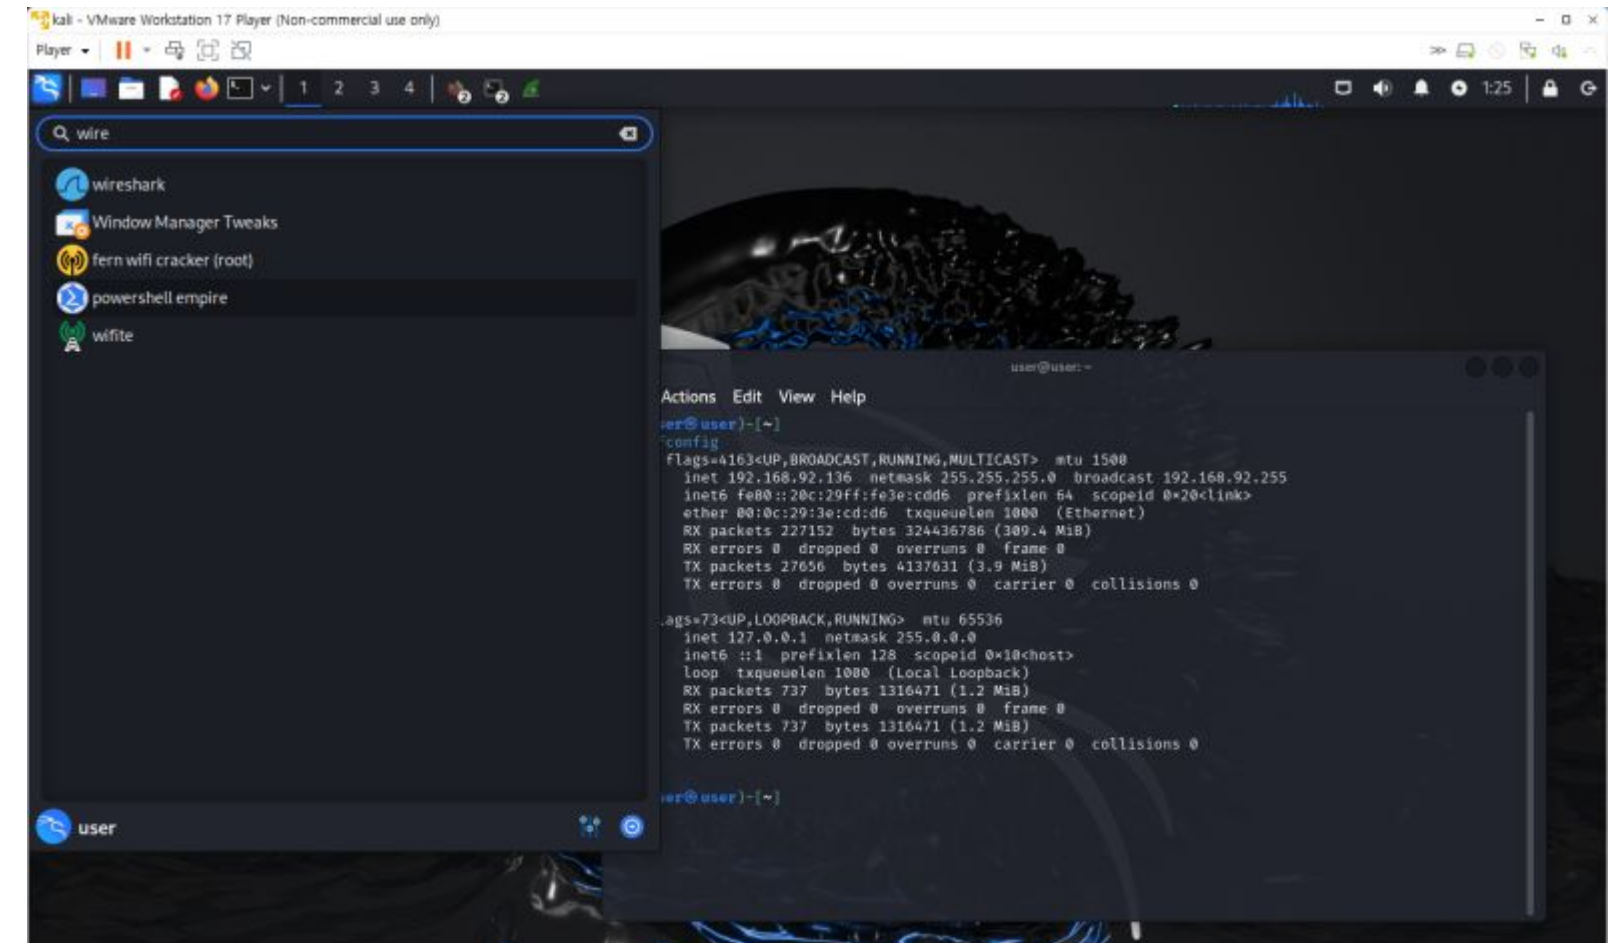 kali - VMware Workstation 17 Player (Non-commercial use only)
Player
1 2 3 4
2 2
1:25
wire
wireshark
Window Manager Tweaks
fern wifi cracker (root)
powershell empire
wifite
user
user@user: ~
Actions Edit View Help
er㉿user)-[~]
config
flags=4163<UP,BROADCAST,RUNNING,MULTICAST> mtu 1500
inet 192.168.92.136 netmask 255.255.255.0 broadcast 192.168.92.255
inet6 fe80::20c:29ff:fe3e:cdd6 prefixlen 64 scopeid 0×20<link>
ether 00:0c:29:3e:cd:d6 txqueuelen 1000 (Ethernet)
RX packets 227152 bytes 324436786 (309.4 MiB)
RX errors 0 dropped 0 overruns 0 frame 0
TX packets 27656 bytes 4137631 (3.9 MiB)
TX errors 0 dropped 0 overruns 0 carrier 0 collisions 0
ags=73<UP,LOOPBACK,RUNNING> mtu 65536
inet 127.0.0.1 netmask 255.0.0.0
inet6 ::1 prefixlen 128 scopeid 0×10<host>
loop txqueuelen 1000 (Local Loopback)
RX packets 737 bytes 1316471 (1.2 MiB)
RX errors 0 dropped 0 overruns 0 frame 0
TX packets 737 bytes 1316471 (1.2 MiB)
TX errors 0 dropped 0 overruns 0 carrier 0 collisions 0
er㉿user)-[~]